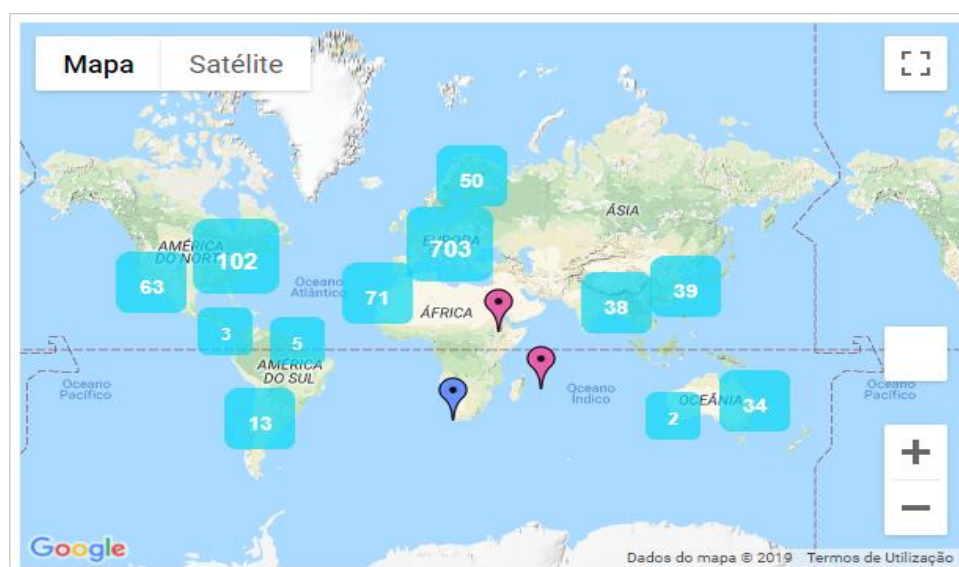 Mapa Satélite
50
ÁSIA
EUROPA
703
AMÉRICA
DO NORT
102
63
Oceano
Atlântico
71
ÁFRICA
38
39
3
5
AMÉRICA
DO SUL
Oceano
Pacífico
Oceano
Índico
Oceano
Pacífico
13
OCEÂNIA
2
34
+
−
Google
Dados do mapa © 2019 Termos de Utilização